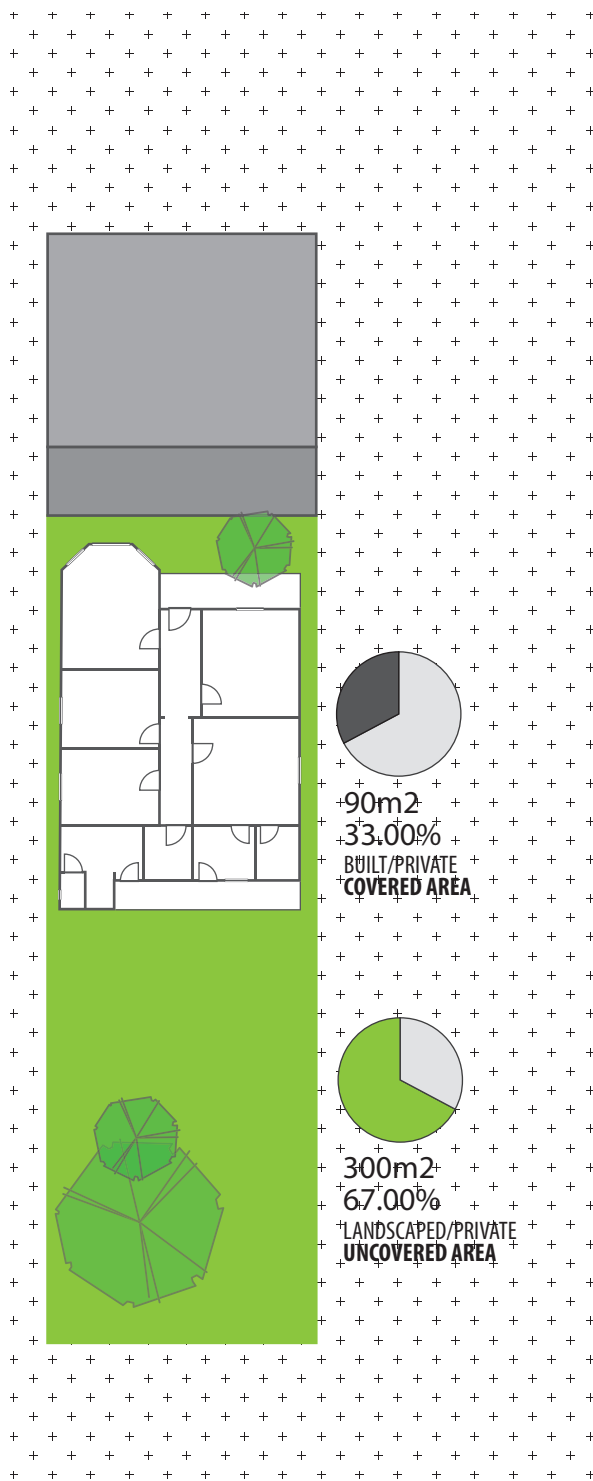 90m2
33.00%
BUILT/PRIVATE
COVERED AREA
300m2
67.00%
LANDSCAPED/PRIVATE
UNCOVERED AREA